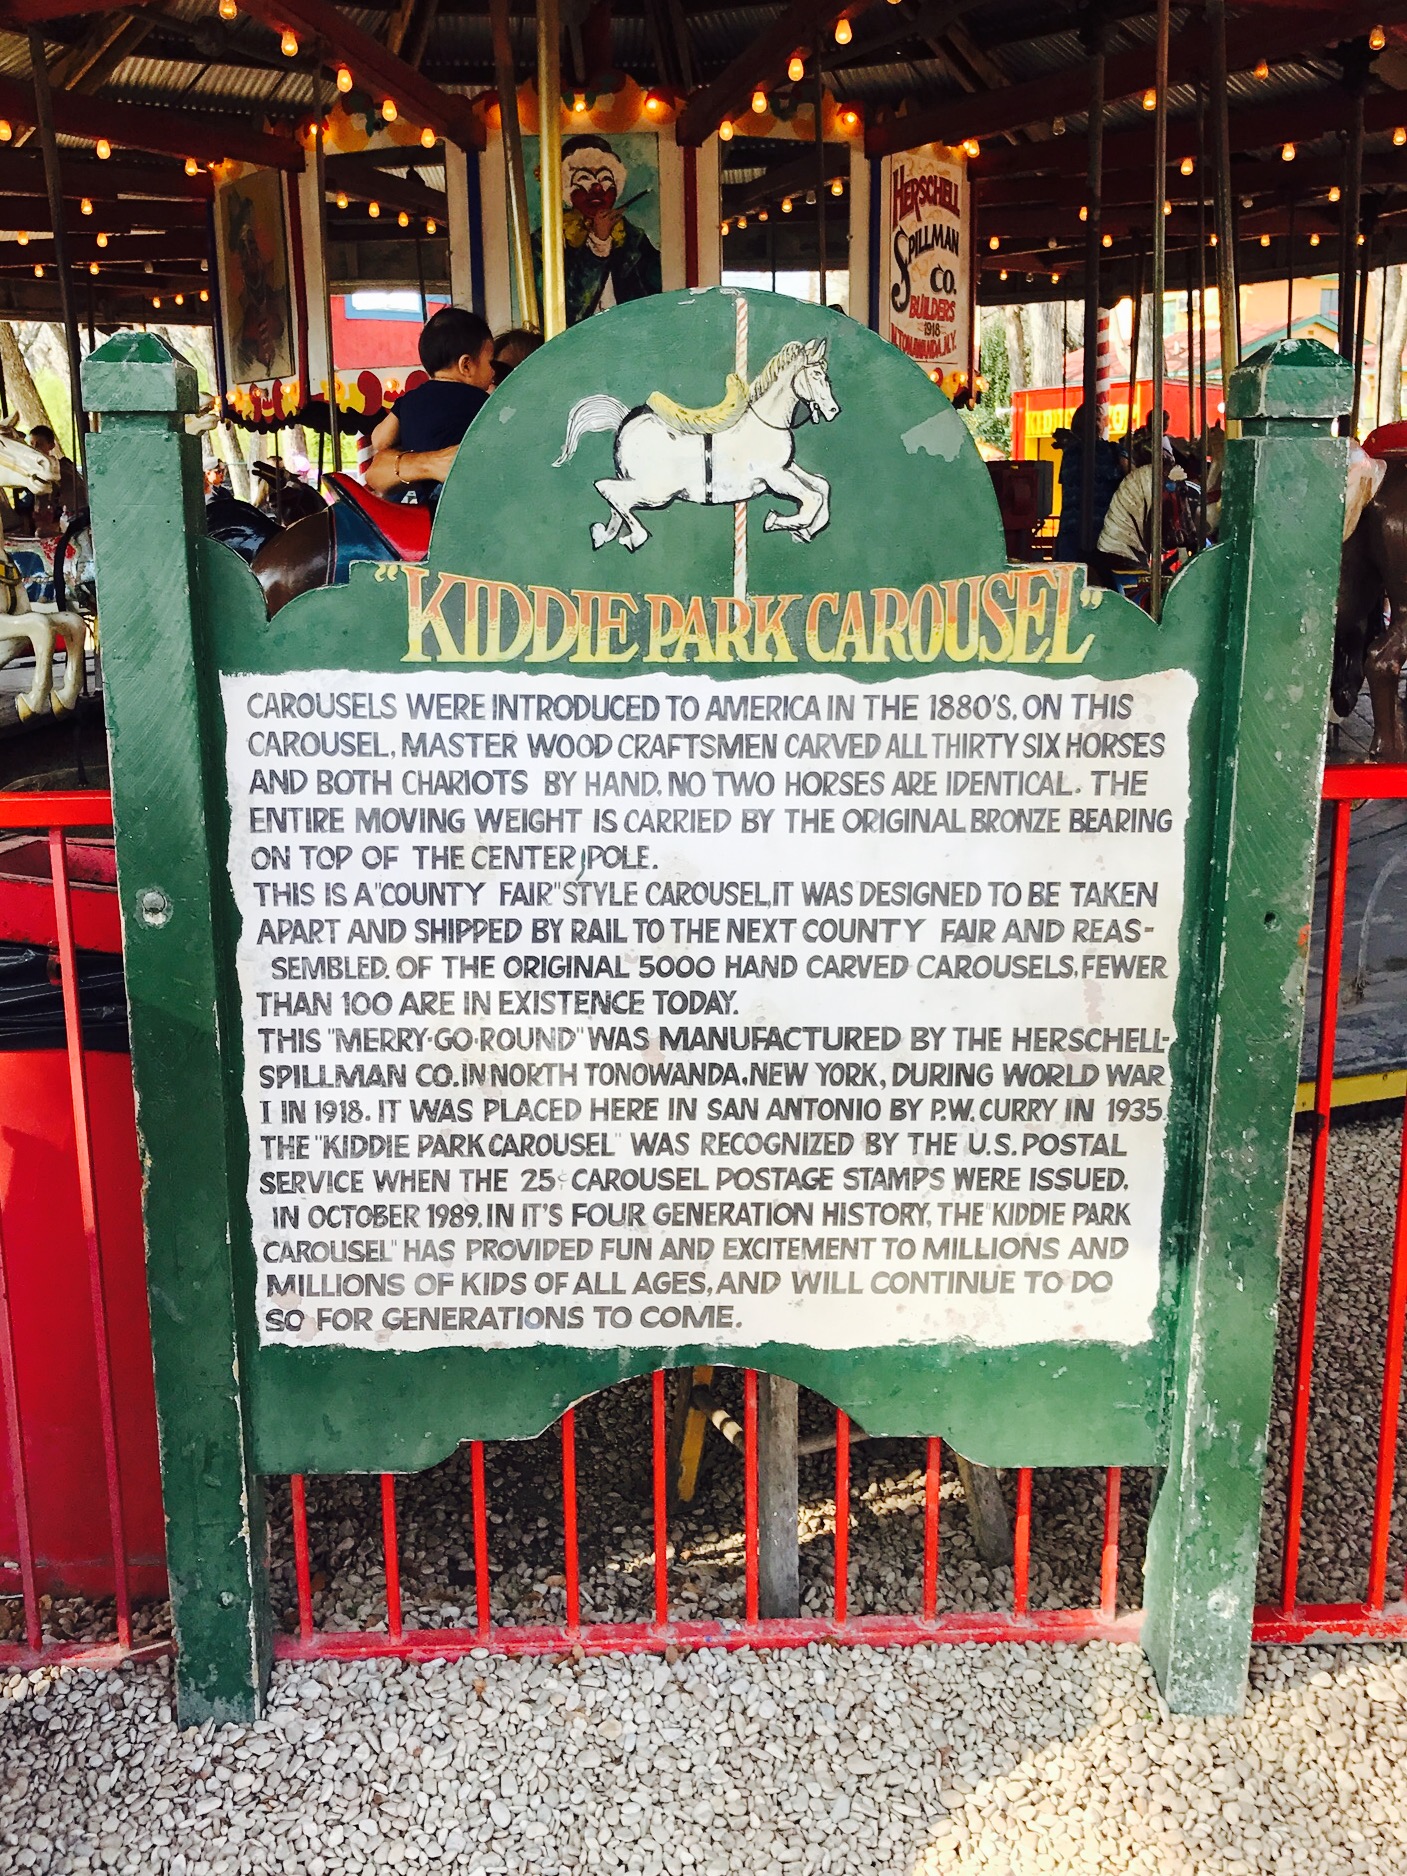 HERSCHELL
SPILLMAN
CO.
BUILDERS
1918
N.TONAWANDA,N.Y.
"KIDDIE PARK CAROUSEL"
CAROUSELS WERE INTRODUCED TO AMERICA IN THE 1880'S. ON THIS
CAROUSEL, MASTER WOOD CRAFTSMEN CARVED ALL THIRTY SIX HORSES
AND BOTH CHARIOTS BY HAND. NO TWO HORSES ARE IDENTICAL. THE
ENTIRE MOVING WEIGHT IS CARRIED BY THE ORIGINAL BRONZE BEARING
ON TOP OF THE CENTER POLE.
THIS IS A "COUNTY FAIR" STYLE CAROUSEL, IT WAS DESIGNED TO BE TAKEN
APART AND SHIPPED BY RAIL TO THE NEXT COUNTY FAIR AND REAS-
SEMBLED. OF THE ORIGINAL 5000 HAND CARVED CAROUSELS, FEWER
THAN 100 ARE IN EXISTENCE TODAY.
THIS "MERRY-GO-ROUND" WAS MANUFACTURED BY THE HERSCHELL-
SPILLMAN CO. IN NORTH TONOWANDA, NEW YORK, DURING WORLD WAR
I IN 1918. IT WAS PLACED HERE IN SAN ANTONIO BY P.W. CURRY IN 1935
THE "KIDDIE PARK CAROUSEL" WAS RECOGNIZED BY THE U.S. POSTAL
SERVICE WHEN THE 25¢ CAROUSEL POSTAGE STAMPS WERE ISSUED.
IN OCTOBER 1989. IN IT'S FOUR GENERATION HISTORY, THE "KIDDIE PARK
CAROUSEL" HAS PROVIDED FUN AND EXCITEMENT TO MILLIONS AND
MILLIONS OF KIDS OF ALL AGES, AND WILL CONTINUE TO DO
SO FOR GENERATIONS TO COME.